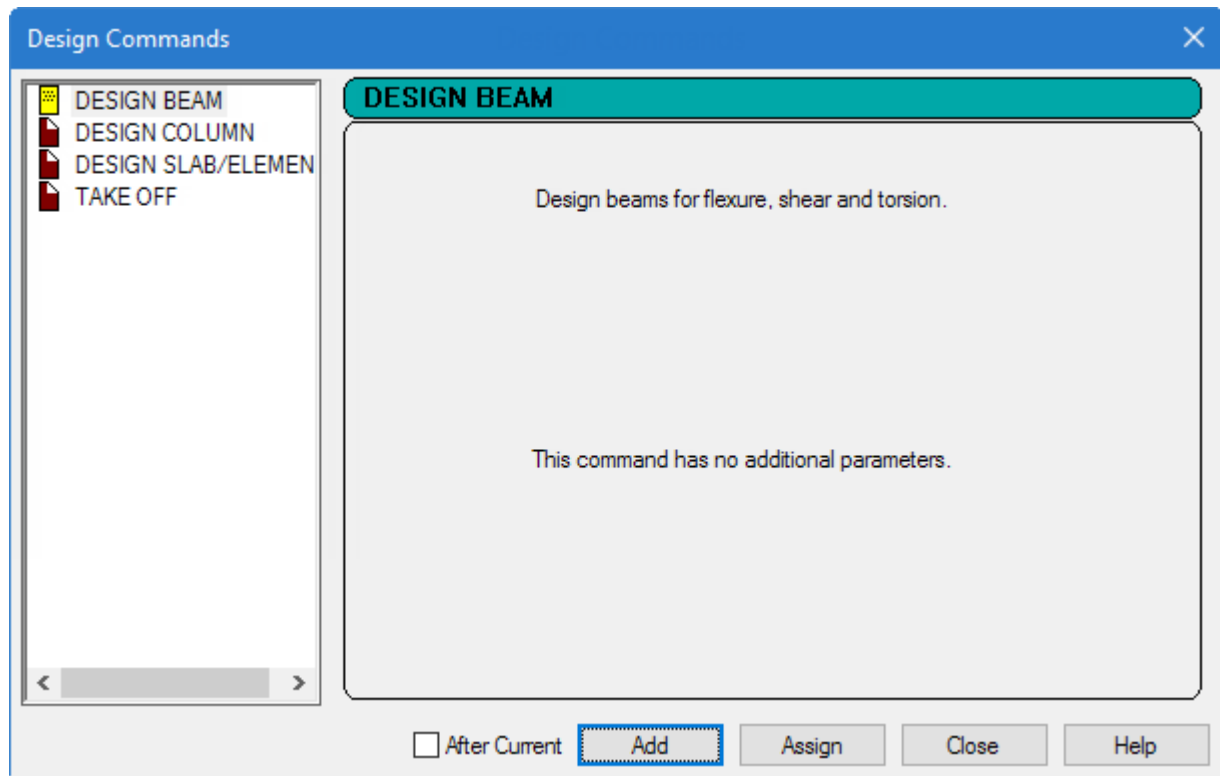 Design Commands
DESIGN BEAM
DESIGN COLUMN
DESIGN SLAB/ELEMEN
TAKE OFF
DESIGN BEAM
Design beams for flexure, shear and torsion.
This command has no additional parameters.
After Current
Add
Assign
Close
Help